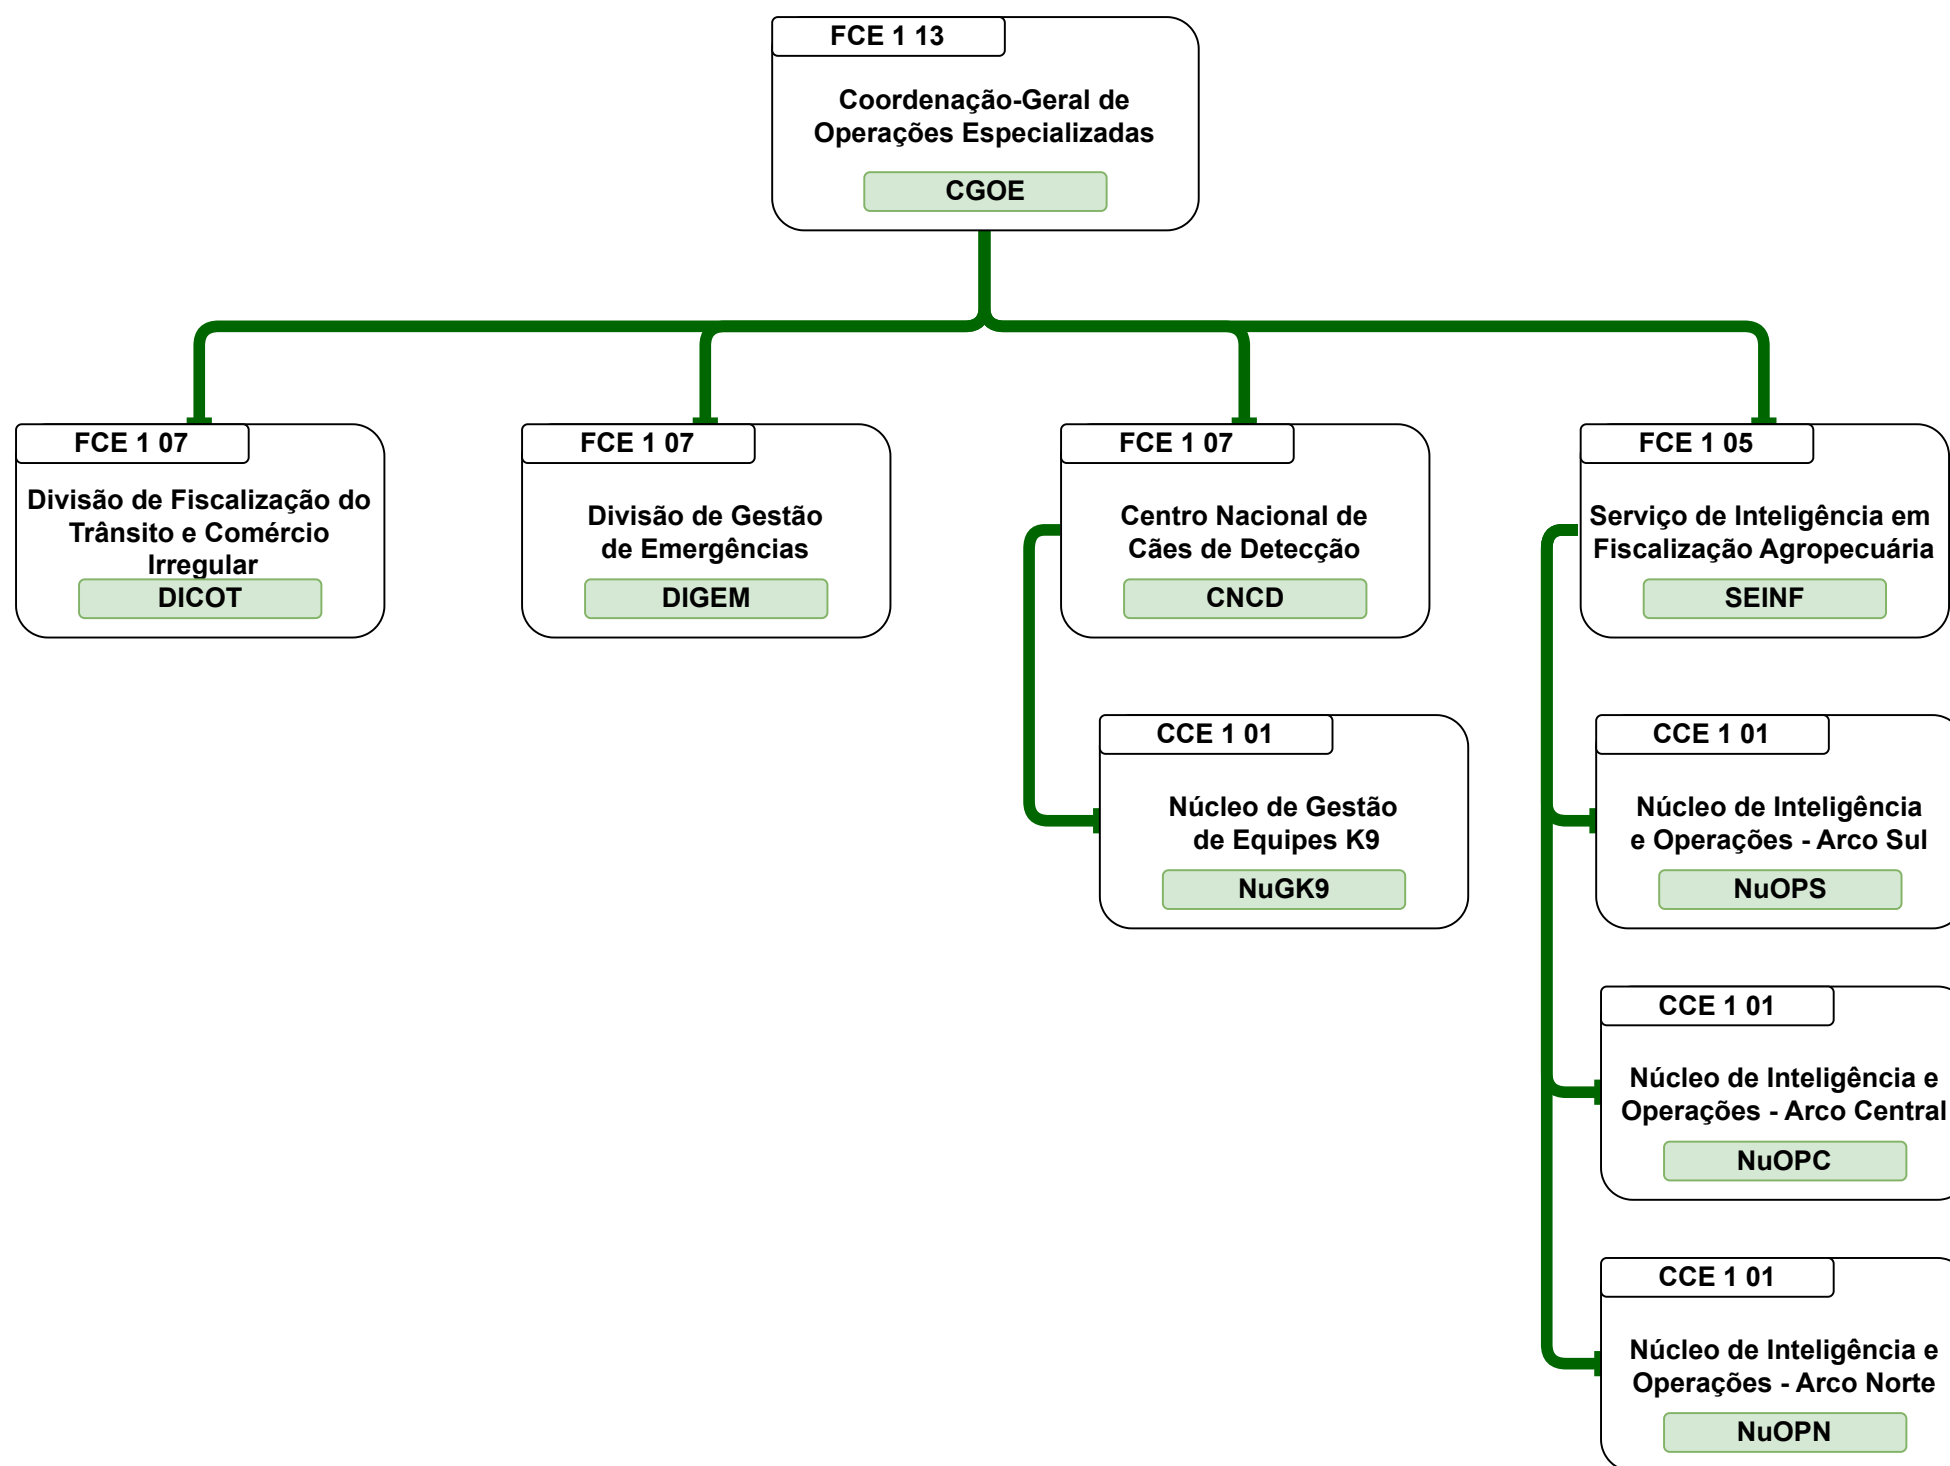 FCE 1 13
Coordenação-Geral de
Operações Especializadas
CGOE
FCE 1 07
Divisão de Fiscalização do
Trânsito e Comércio
Irregular
DICOT
FCE 1 07
Divisão de Gestão
de Emergências
DIGEM
FCE 1 07
Centro Nacional de
Cães de Detecção
CNCD
FCE 1 05
Serviço de Inteligência em
Fiscalização Agropecuária
SEINF
CCE 1 01
Núcleo de Gestão
de Equipes K9
NuGK9
CCE 1 01
Núcleo de Inteligência
e Operações - Arco Sul
NuOPS
CCE 1 01
Núcleo de Inteligência e
Operações - Arco Central
NuOPC
CCE 1 01
Núcleo de Inteligência e
Operações - Arco Norte
NuOPN